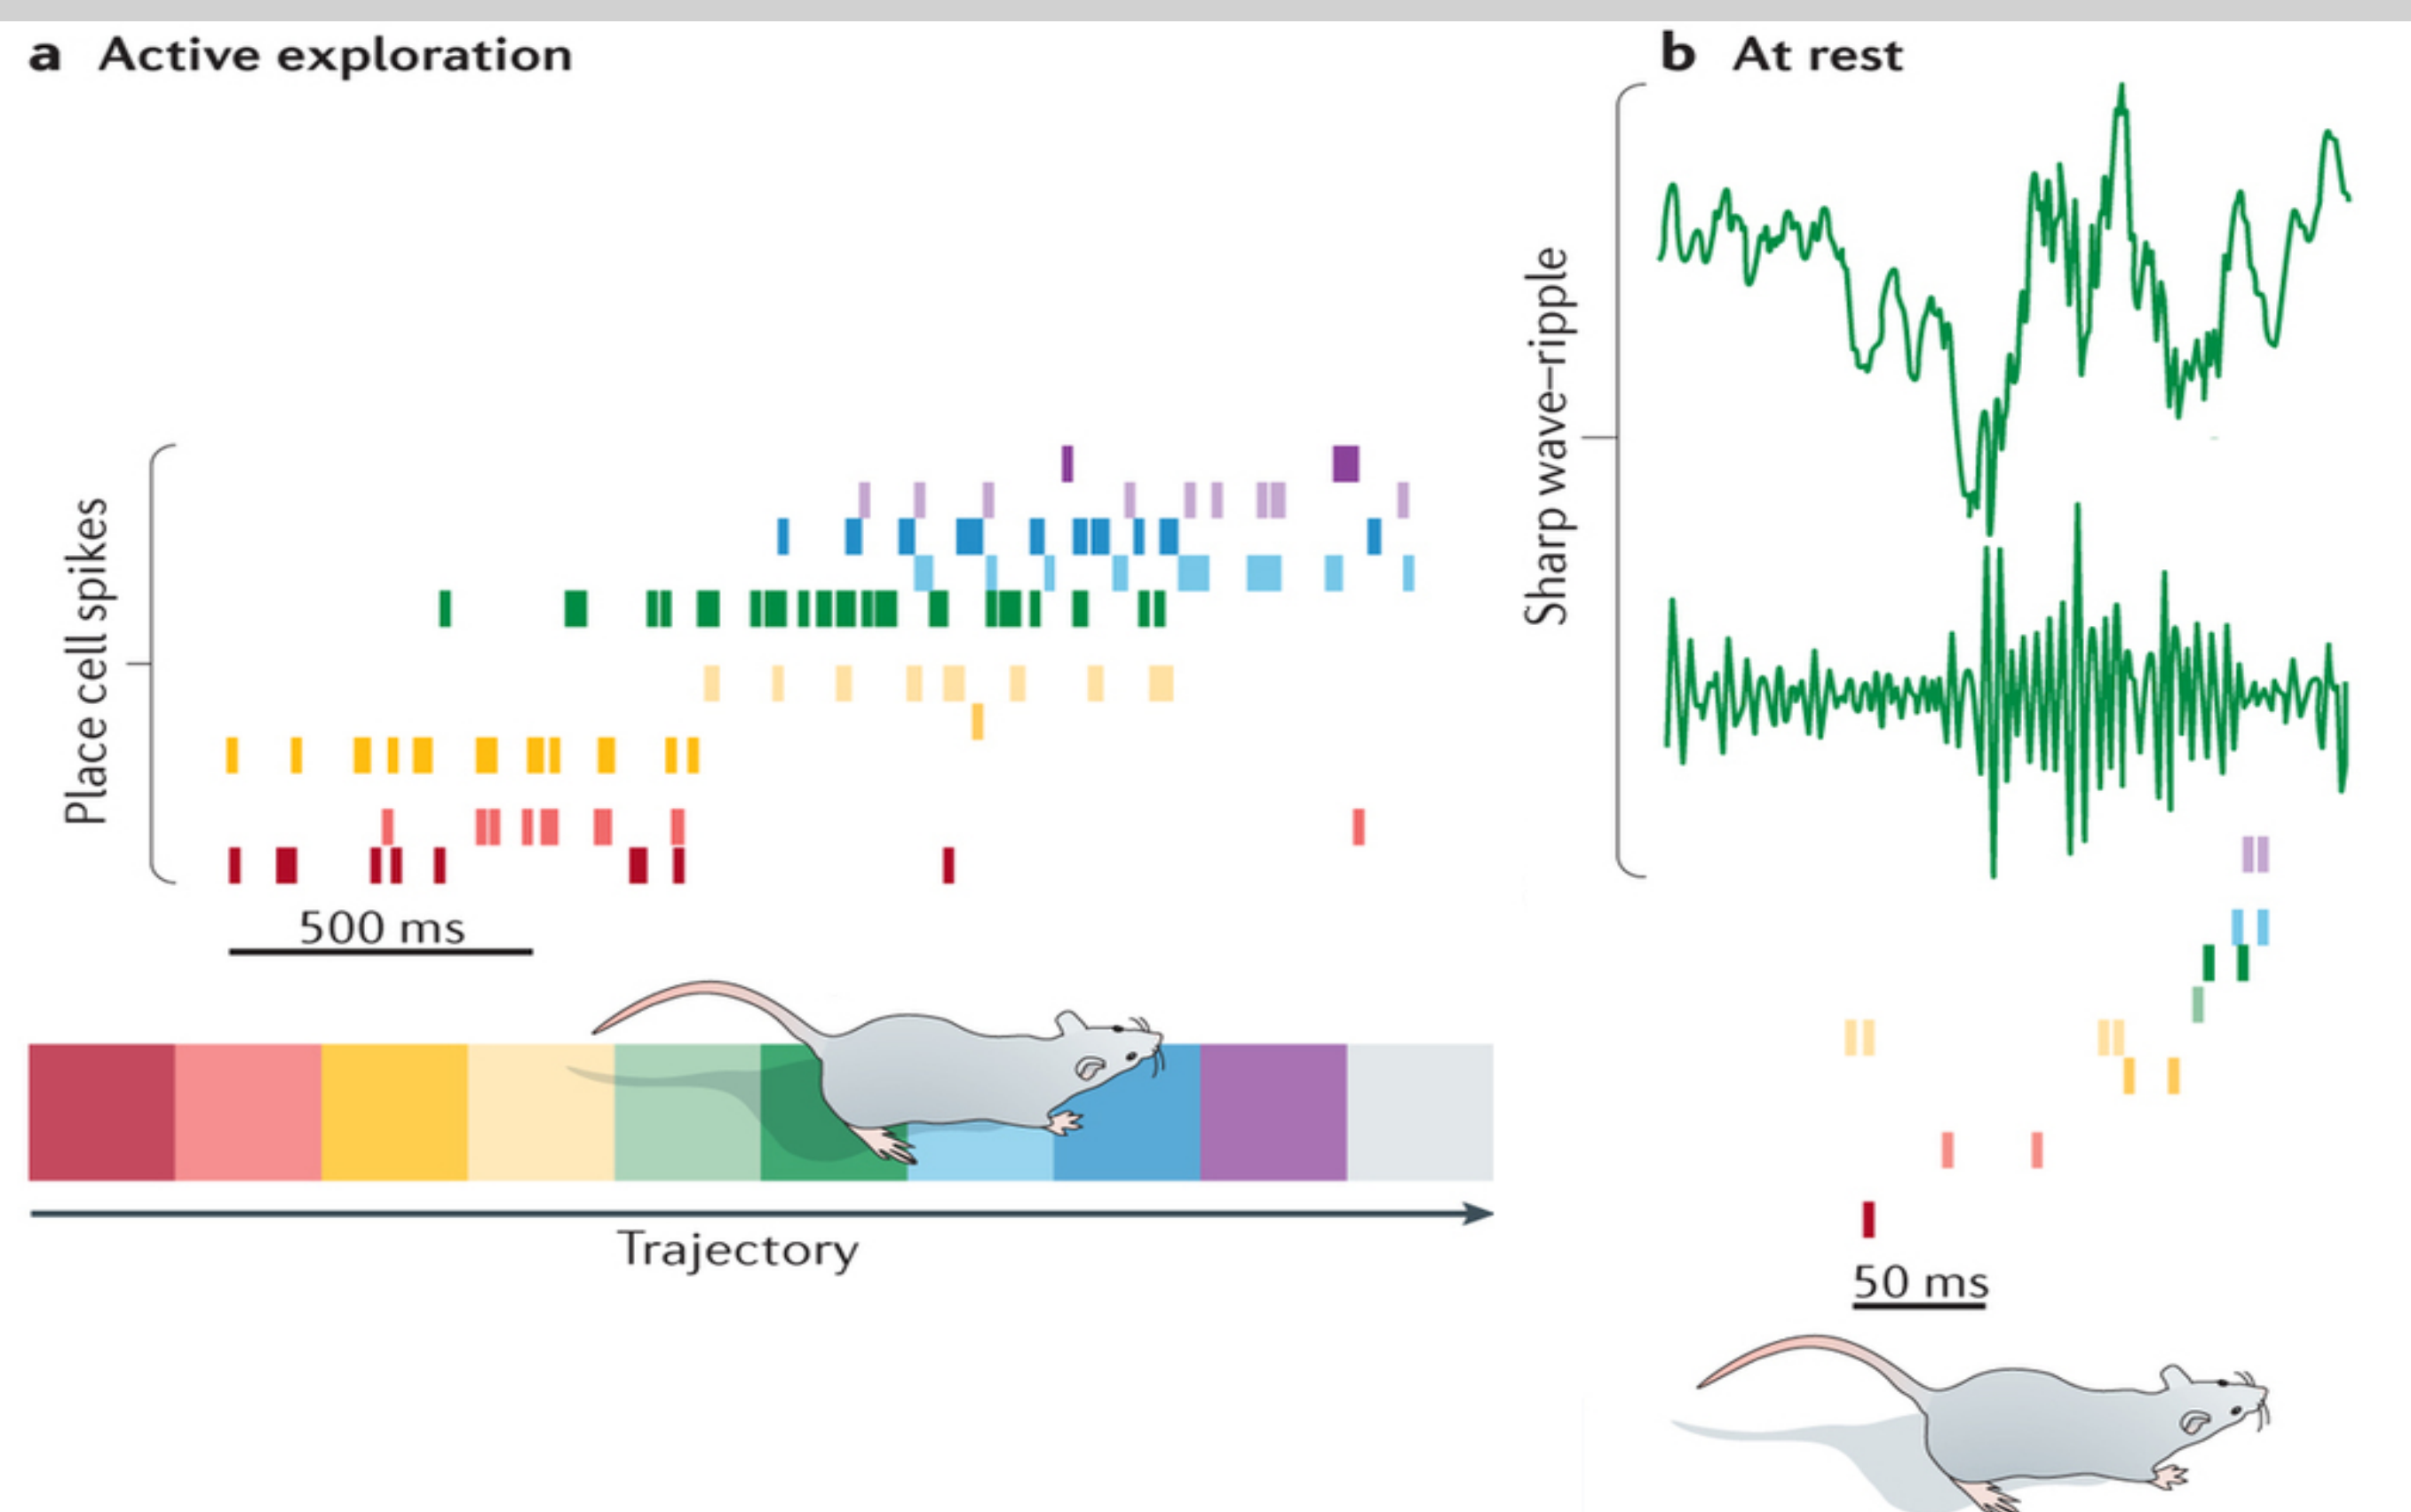 a Active exploration
Place cell spikes
500 ms
Trajectory
b At rest
Sharp wave–ripple
50 ms